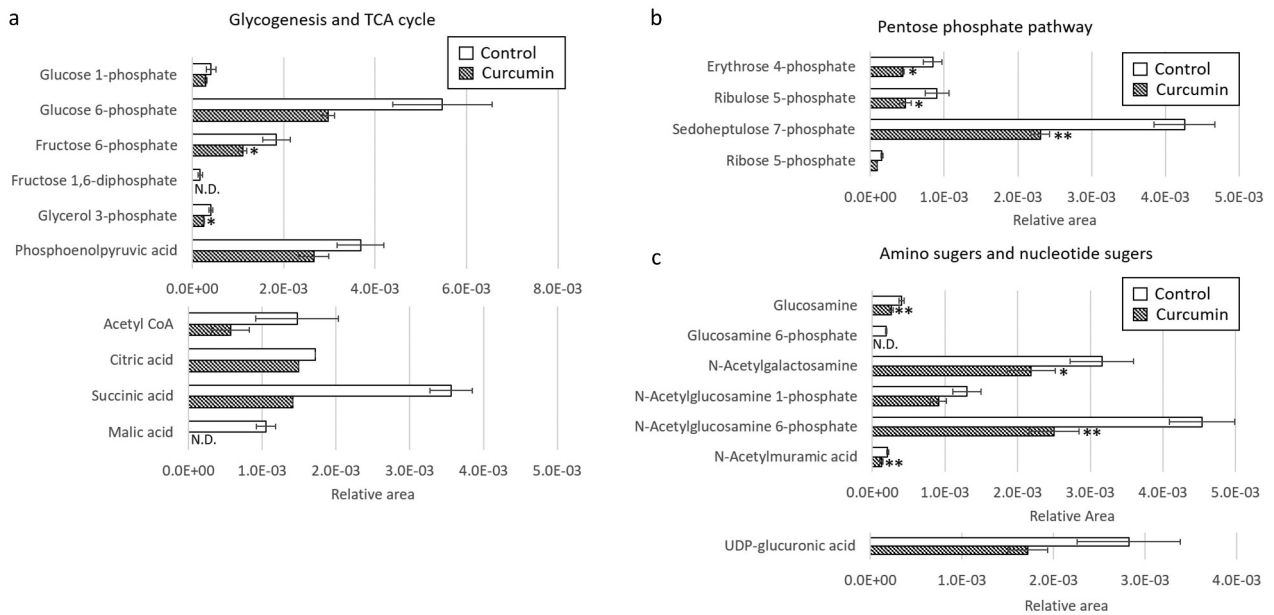 a
Glycogenesis and TCA cycle
Control
Curcumin
Glucose 1-phosphate
Glucose 6-phosphate
Fructose 6-phosphate
*
Fructose 1,6-diphosphate
N.D.
Glycerol 3-phosphate
*
Phosphoenolpyruvic acid
0.0E+00 2.0E-03 4.0E-03 6.0E-03 8.0E-03
Acetyl CoA
Citric acid
Succinic acid
Malic acid
N.D.
0.0E+00 1.0E-03 2.0E-03 3.0E-03 4.0E-03 5.0E-03
Relative area
b
Pentose phosphate pathway
Control
Curcumin
Erythrose 4-phosphate
*
Ribulose 5-phosphate
*
Sedoheptulose 7-phosphate
**
Ribose 5-phosphate
0.0E+00 1.0E-03 2.0E-03 3.0E-03 4.0E-03 5.0E-03
Relative area
c
Amino sugers and nucleotide sugers
Control
Curcumin
Glucosamine
**
Glucosamine 6-phosphate
N.D.
N-Acetylgalactosamine
*
N-Acetylglucosamine 1-phosphate
N-Acetylglucosamine 6-phosphate
**
N-Acetylmuramic acid
**
0.0E+00 1.0E-03 2.0E-03 3.0E-03 4.0E-03 5.0E-03
Relative Area
UDP-glucuronic acid
0.0E+00 1.0E-03 2.0E-03 3.0E-03 4.0E-03